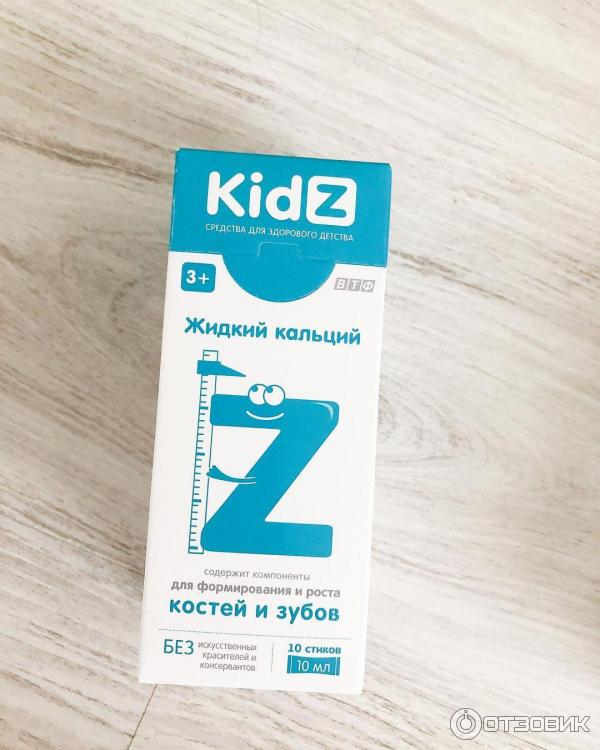 KidZ
СРЕДСТВА ДЛЯ ЗДОРОВОГО ДЕТСТВА
3+
ВТФ
Жидкий кальций
Z
содержит компоненты
для формирования и роста
костей и зубов
БЕЗ искусственных
красителей и
консервантов
10 стиков
10 мл
ОТЗОВИК